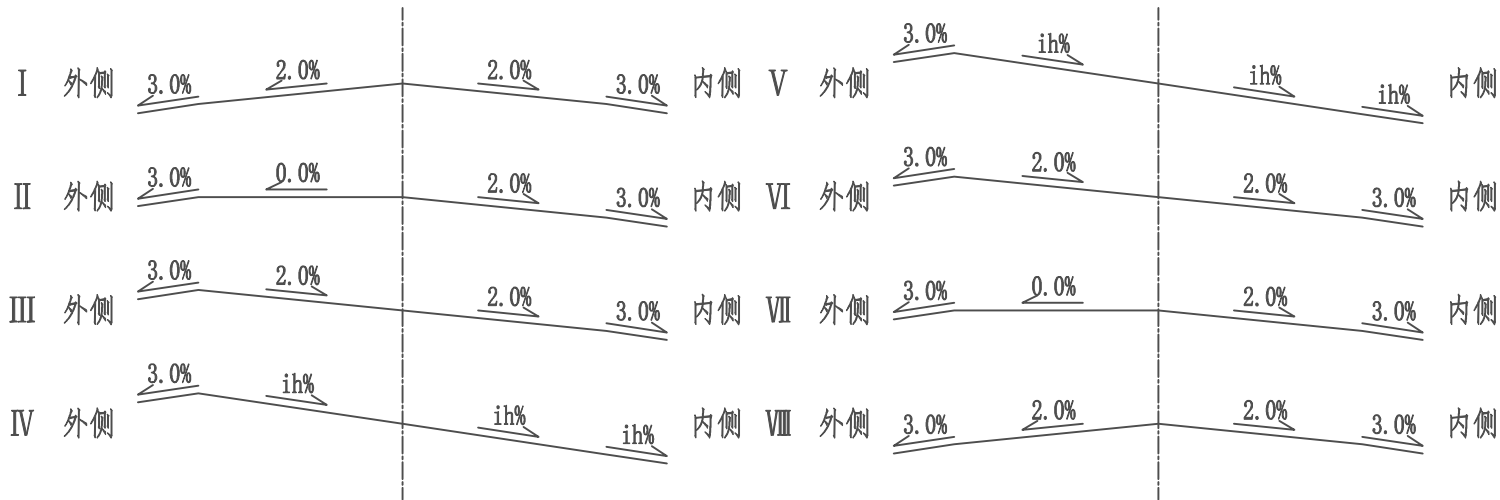 I 外侧 3.0% 2.0% 2.0% 3.0% 内侧
II 外侧 3.0% 0.0% 2.0% 3.0% 内侧
III 外侧 3.0% 2.0% 2.0% 3.0% 内侧
IV 外侧 3.0% ih% ih% ih% 内侧
V 外侧 3.0% ih% ih% ih% 内侧
VI 外侧 3.0% 2.0% 2.0% 3.0% 内侧
VII 外侧 3.0% 0.0% 2.0% 3.0% 内侧
VIII 外侧 3.0% 2.0% 2.0% 3.0% 内侧